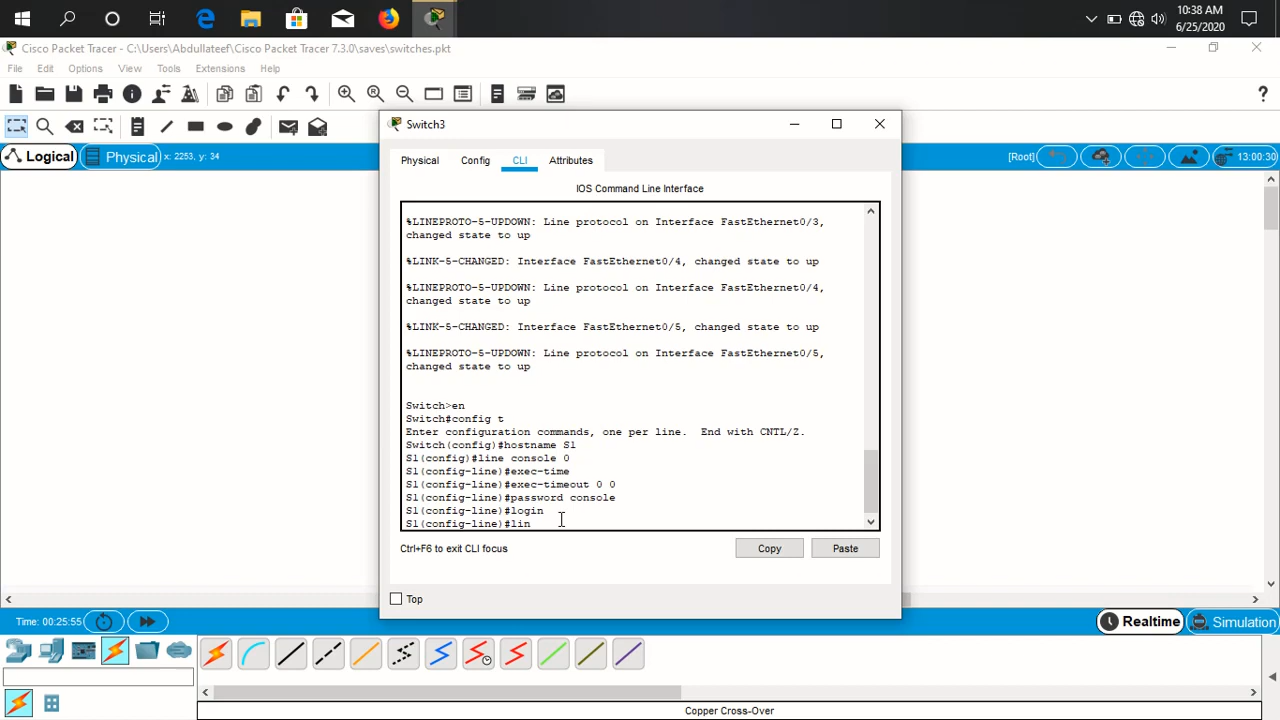 10:38 AM
6/25/2020
Cisco Packet Tracer - C:\Users\Abdullateef\Cisco Packet Tracer 7.3.0\saves\switches.pkt
File Edit Options View Tools Extensions Help
Switch3
Logical Physical x: 2253, y: 34 [Root] 13:00:30
Physical Config CLI Attributes
IOS Command Line Interface
%LINEPROTO-5-UPDOWN: Line protocol on Interface FastEthernet0/3,
changed state to up
%LINK-5-CHANGED: Interface FastEthernet0/4, changed state to up
%LINEPROTO-5-UPDOWN: Line protocol on Interface FastEthernet0/4,
changed state to up
%LINK-5-CHANGED: Interface FastEthernet0/5, changed state to up
%LINEPROTO-5-UPDOWN: Line protocol on Interface FastEthernet0/5,
changed state to up
Switch>en
Switch#config t
Enter configuration commands, one per line.  End with CNTL/Z.
Switch(config)#hostname S1
S1(config)#line console 0
S1(config-line)#exec-time
S1(config-line)#exec-timeout 0 0
S1(config-line)#password console
S1(config-line)#login
S1(config-line)#lin
Ctrl+F6 to exit CLI focus Copy Paste
Top
Time: 00:25:55 Realtime Simulation
Copper Cross-Over